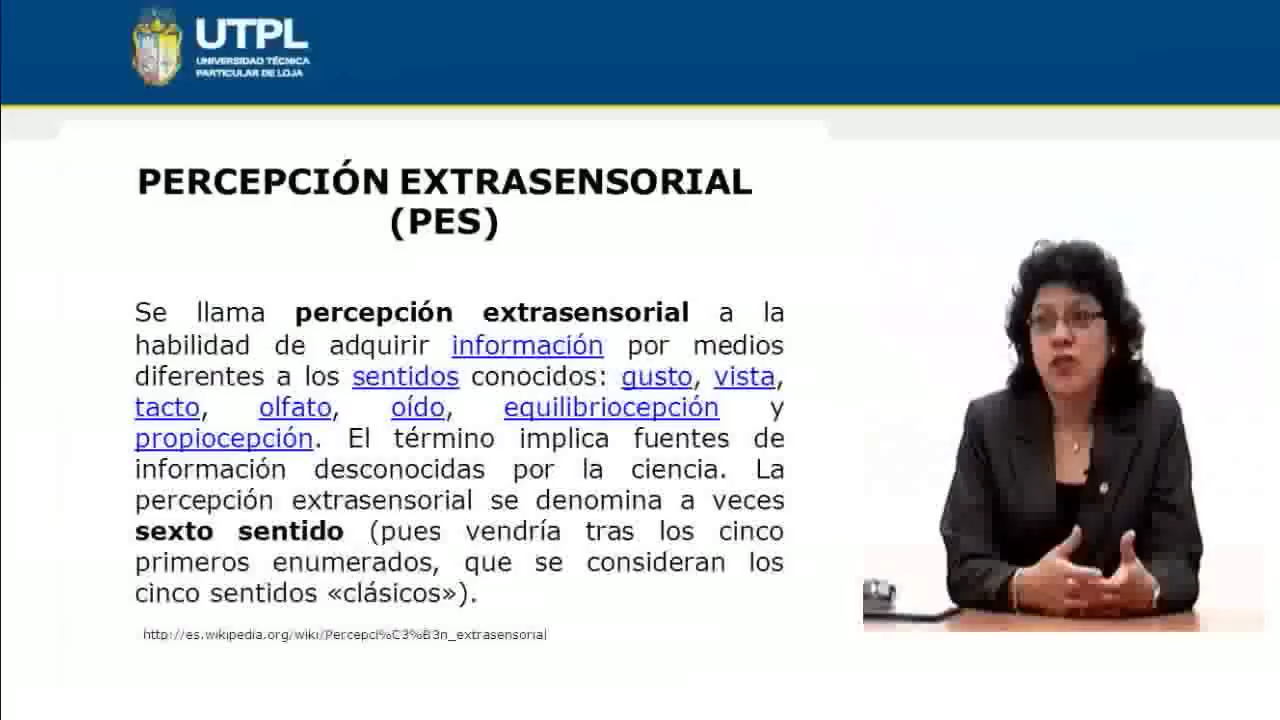 UTPL
UNIVERSIDAD TÉCNICA
PARTICULAR DE LOJA
PERCEPCIÓN EXTRASENSORIAL
(PES)
Se llama percepción extrasensorial a la
habilidad de adquirir información por medios
diferentes a los sentidos conocidos: gusto, vista,
tacto, olfato, oído, equilibriocepción y
propiocepción. El término implica fuentes de
información desconocidas por la ciencia. La
percepción extrasensorial se denomina a veces
sexto sentido (pues vendría tras los cinco
primeros enumerados, que se consideran los
cinco sentidos «clásicos»).
http://es.wikipedia.org/wiki/Percepci%C3%B3n_extrasensorial